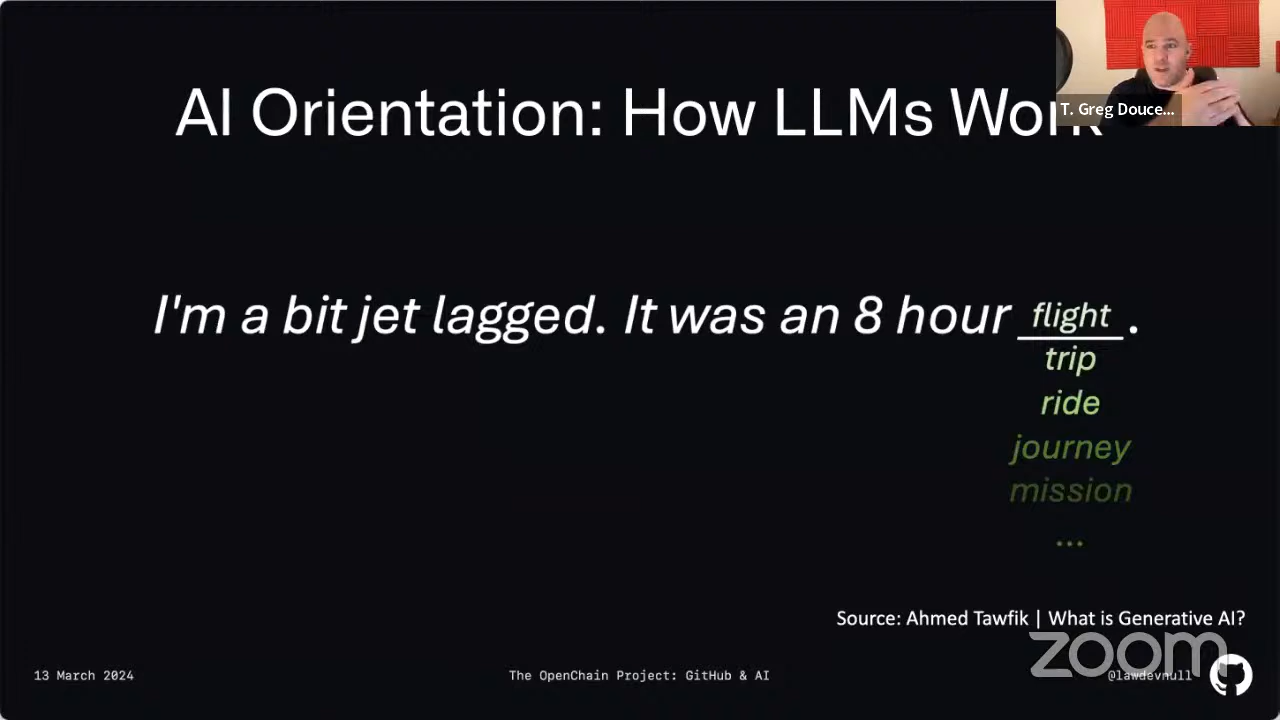 AI Orientation: How LLMs Work
T. Greg Douce...
I'm a bit jet lagged. It was an 8 hour flight.
trip
ride
journey
mission
...
Source: Ahmed Tawfik | What is Generative AI?
zoom
13 March 2024
The OpenChain Project: GitHub & AI
@lawdevnull